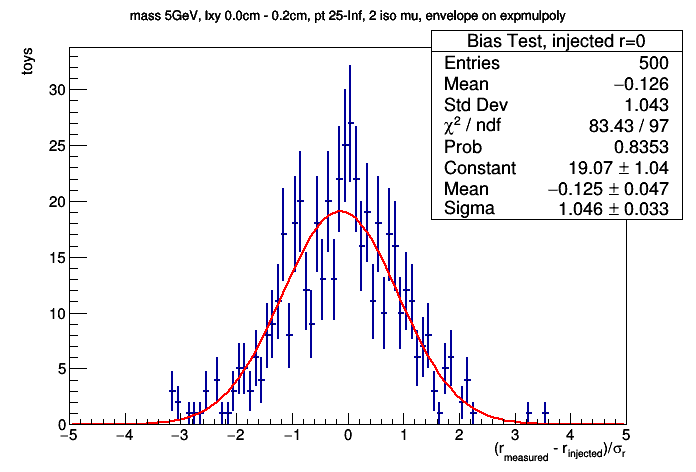 mass 5GeV, lxy 0.0cm - 0.2cm, pt 25-Inf, 2 iso mu, envelope on expmulpoly
toys
Bias Test, injected r=0
Entries 500
Mean −0.126
Std Dev 1.043
χ² / ndf 83.43 / 97
Prob 0.8353
Constant 19.07 ± 1.04
Mean −0.125 ± 0.047
Sigma 1.046 ± 0.033
30
25
20
15
10
5
0
−5 −4 −3 −2 −1 0 1 2 3 4 5
(r_measured - r_injected)/σ_r